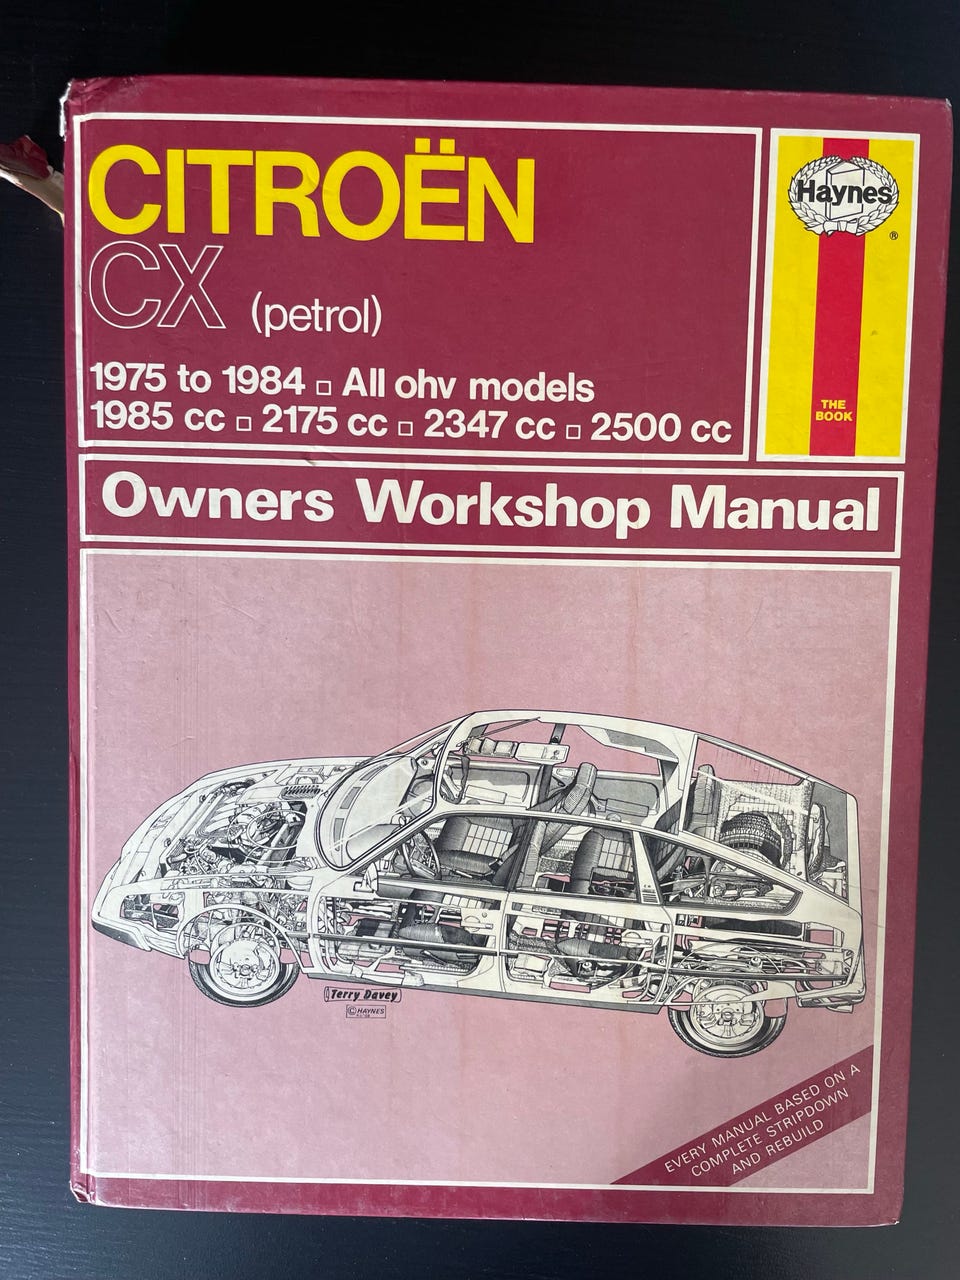 CITROËN
CX (petrol)
1975 to 1984 □ All ohv models
1985 cc □ 2175 cc □ 2347 cc □ 2500 cc
Haynes
®
THE
BOOK
Owners Workshop Manual
Terry Davey
© HAYNES
EVERY MANUAL BASED ON A
COMPLETE STRIPDOWN
AND REBUILD